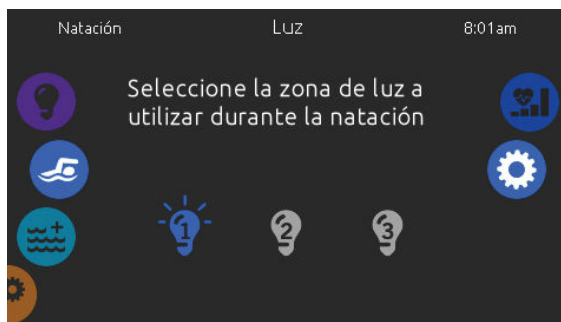 Natación Luz 8:01am
Seleccione la zona de luz a
utilizar durante la natación
1 2 3